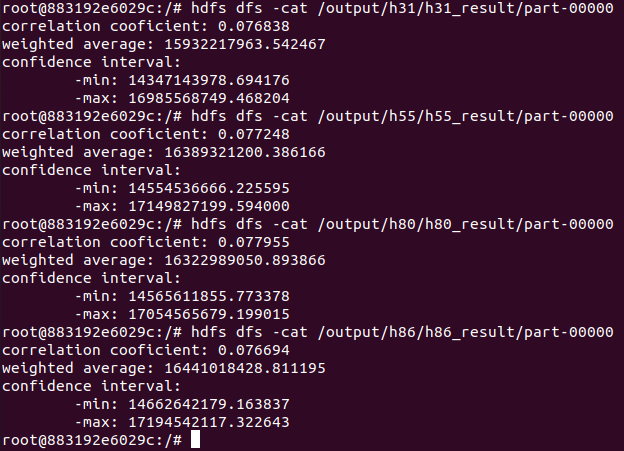 root@883192e6029c:/# hdfs dfs -cat /output/h31/h31_result/part-00000
correlation cooficient: 0.076838
weighted average: 15932217963.542467
confidence interval:
        -min: 14347143978.694176
        -max: 16985568749.468204
root@883192e6029c:/# hdfs dfs -cat /output/h55/h55_result/part-00000
correlation cooficient: 0.077248
weighted average: 16389321200.386166
confidence interval:
        -min: 14554536666.225595
        -max: 17149827199.594000
root@883192e6029c:/# hdfs dfs -cat /output/h80/h80_result/part-00000
correlation cooficient: 0.077955
weighted average: 16322989050.893866
confidence interval:
        -min: 14565611855.773378
        -max: 17054565679.199015
root@883192e6029c:/# hdfs dfs -cat /output/h86/h86_result/part-00000
correlation cooficient: 0.076694
weighted average: 16441018428.811195
confidence interval:
        -min: 14662642179.163837
        -max: 17194542117.322643
root@883192e6029c:/#